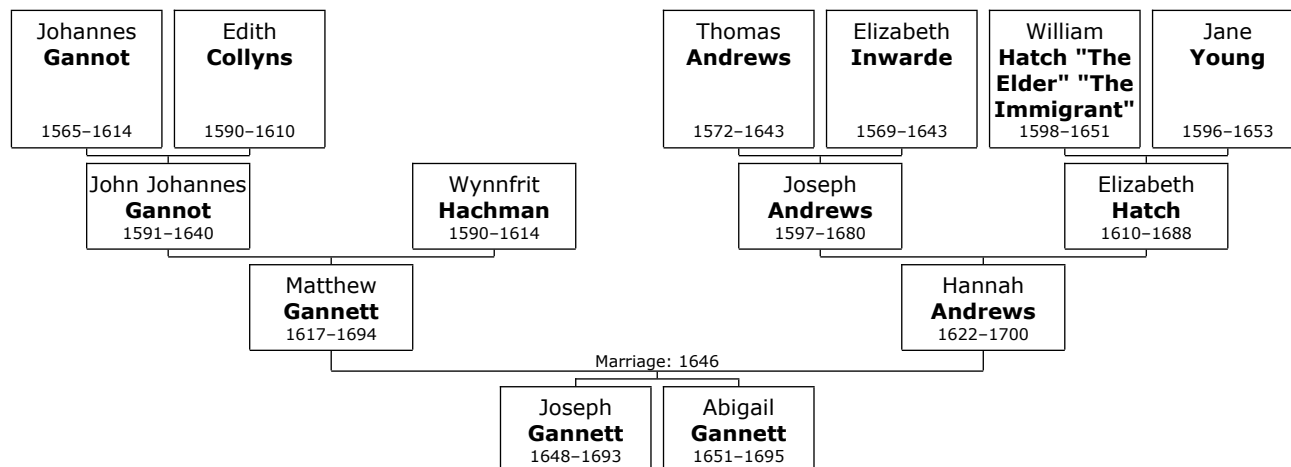 Johannes
Gannot
1565–1614
Edith
Collyns
1590–1610
Thomas
Andrews
1572–1643
Elizabeth
Inwarde
1569–1643
William
Hatch "The
Elder" "The
Immigrant"
1598–1651
Jane
Young
1596–1653
John Johannes
Gannot
1591–1640
Wynnfrit
Hachman
1590–1614
Joseph
Andrews
1597–1680
Elizabeth
Hatch
1610–1688
Matthew
Gannett
1617–1694
Hannah
Andrews
1622–1700
Marriage: 1646
Joseph
Gannett
1648–1693
Abigail
Gannett
1651–1695